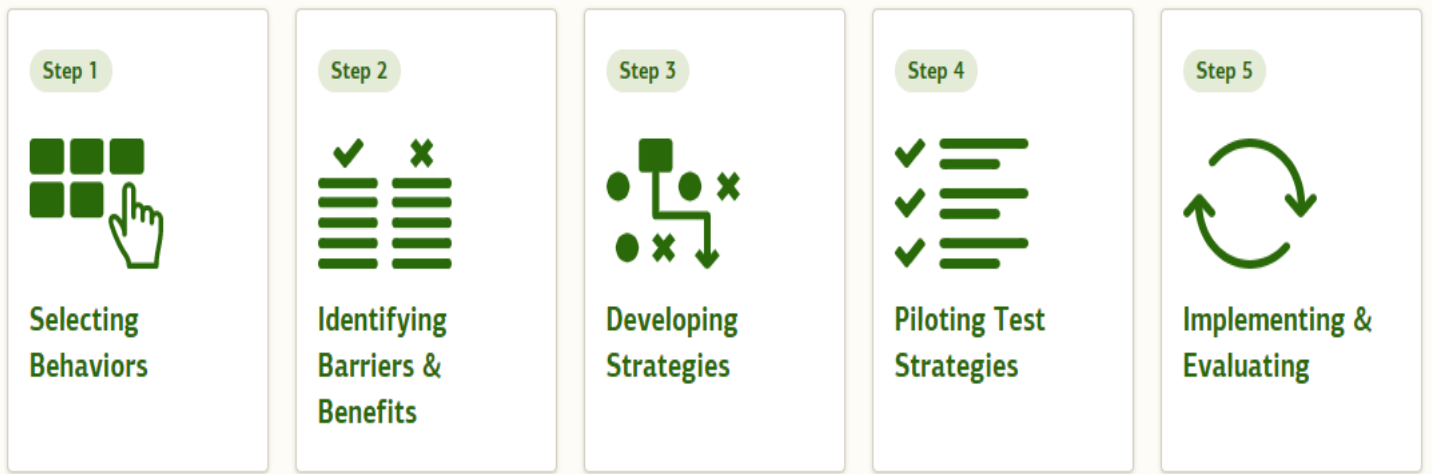 Step 1
Selecting
Behaviors
Step 2
Identifying
Barriers &
Benefits
Step 3
Developing
Strategies
Step 4
Piloting Test
Strategies
Step 5
Implementing &
Evaluating